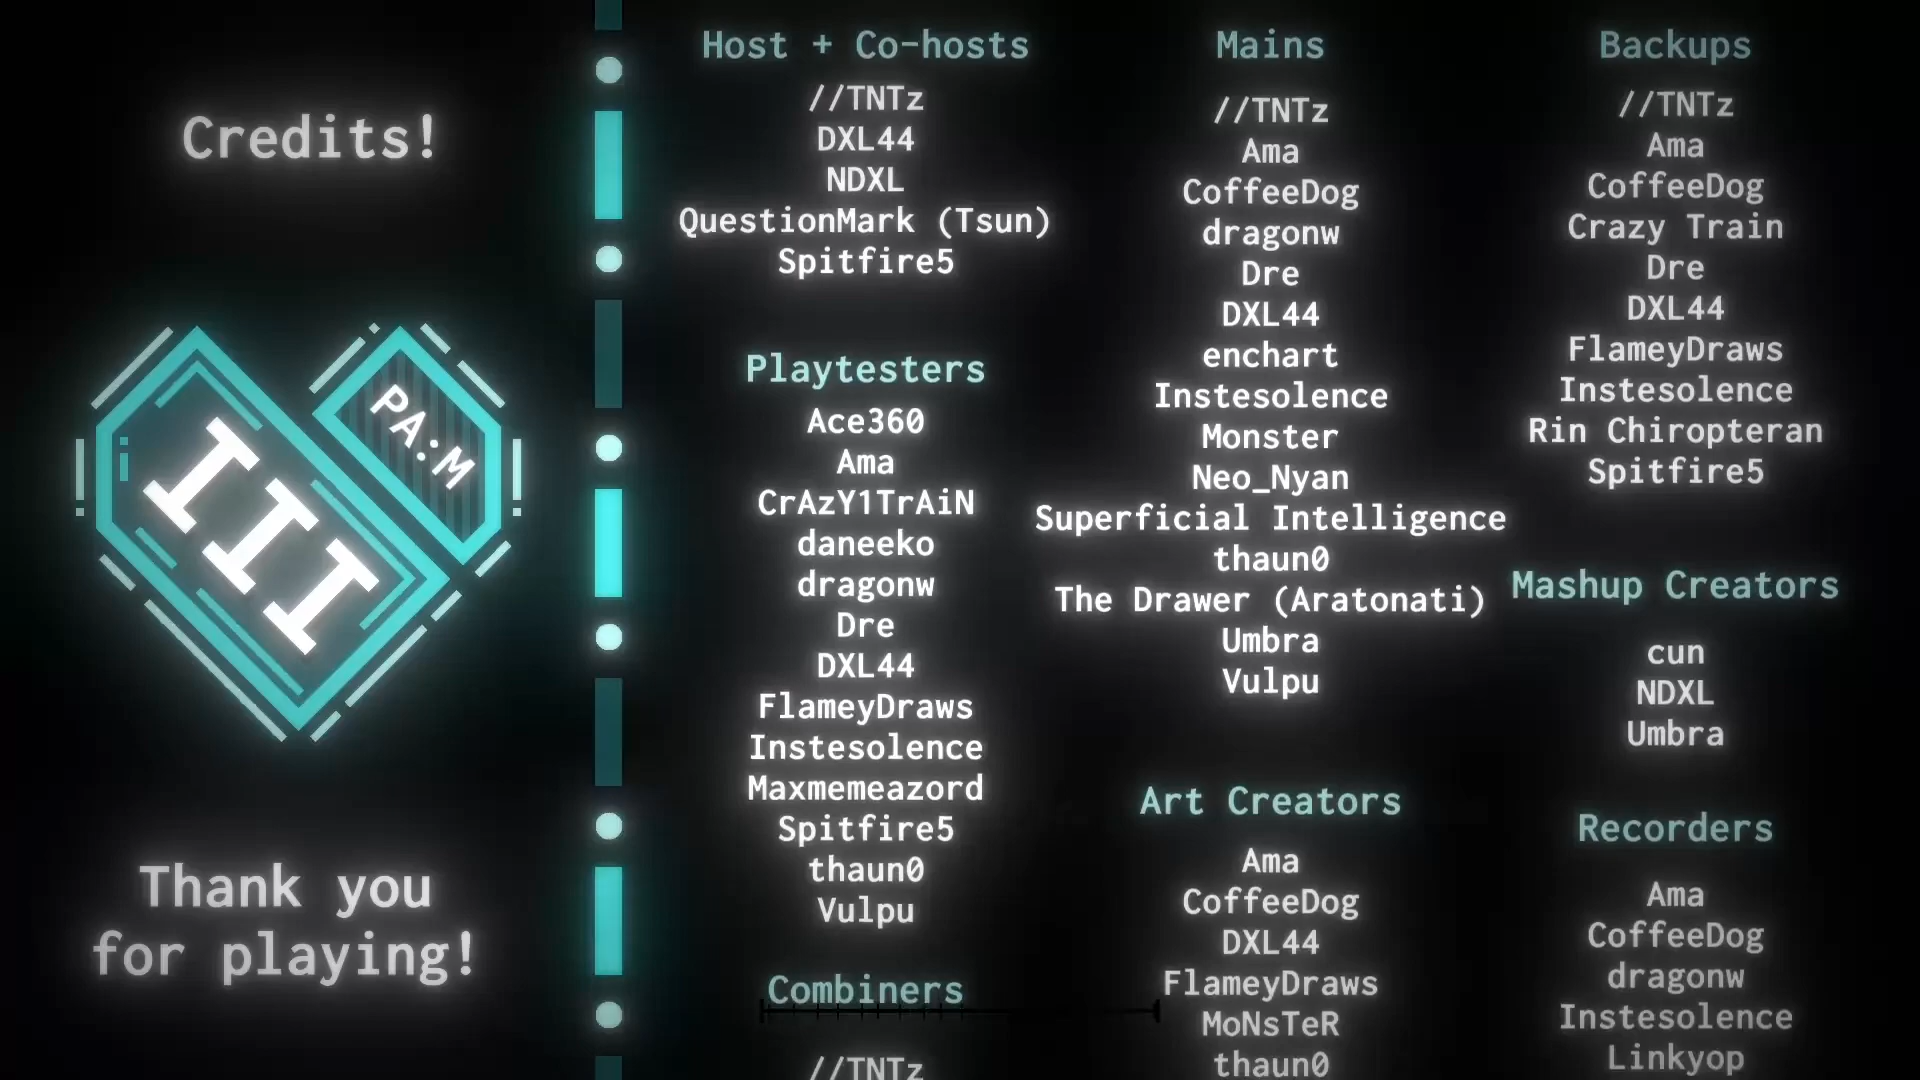 Credits!
PA:M
III
Thank you
for playing!
Host + Co-hosts
//TNTz
DXL44
NDXL
QuestionMark (Tsun)
Spitfire5
Playtesters
Ace360
Ama
CrAzY1TrAiN
daneeko
dragonw
Dre
DXL44
FlameyDraws
Instesolence
Maxmemeazord
Spitfire5
thaun0
Vulpu
Combiners
//TNTz
Mains
//TNTz
Ama
CoffeeDog
dragonw
Dre
DXL44
enchart
Instesolence
Monster
Neo_Nyan
Superficial Intelligence
thaun0
The Drawer (Aratonati)
Umbra
Vulpu
Art Creators
Ama
CoffeeDog
DXL44
FlameyDraws
MoNsTeR
thaun0
Backups
//TNTz
Ama
CoffeeDog
Crazy Train
Dre
DXL44
FlameyDraws
Instesolence
Rin Chiropteran
Spitfire5
Mashup Creators
cun
NDXL
Umbra
Recorders
Ama
CoffeeDog
dragonw
Instesolence
Linkyop